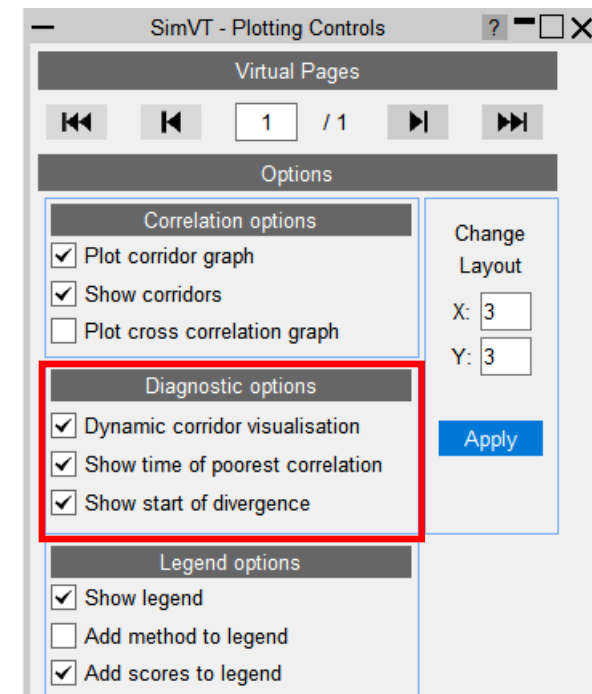 SimVT - Plotting Controls ?
Virtual Pages
1 / 1
Options
Correlation options
Plot corridor graph
Show corridors
Plot cross correlation graph
Change
Layout
X: 3
Y: 3
Apply
Diagnostic options
Dynamic corridor visualisation
Show time of poorest correlation
Show start of divergence
Legend options
Show legend
Add method to legend
Add scores to legend